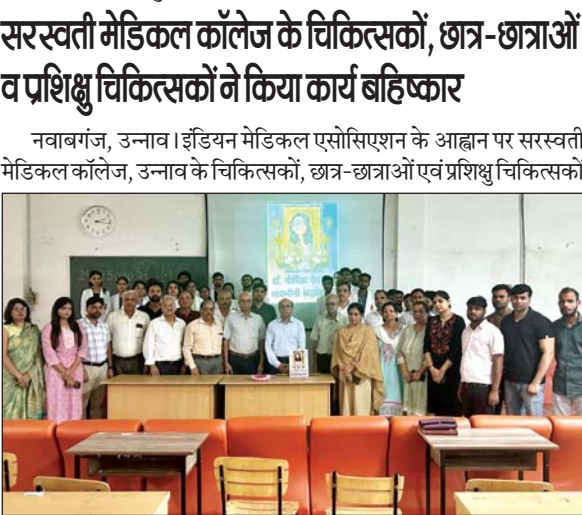 सरस्वती मेडिकल कॉलेज के चिकित्सकों, छात्र-छात्राओं
व प्रशिक्षु चिकित्सकों ने किया कार्य बहिष्कार
नवाबगंज, उन्नाव। इंडियन मेडिकल एसोसिएशन के आह्वान पर सरस्वती
मेडिकल कॉलेज, उन्नाव के चिकित्सकों, छात्र-छात्राओं एवं प्रशिक्षु चिकित्सकों
डॉ.